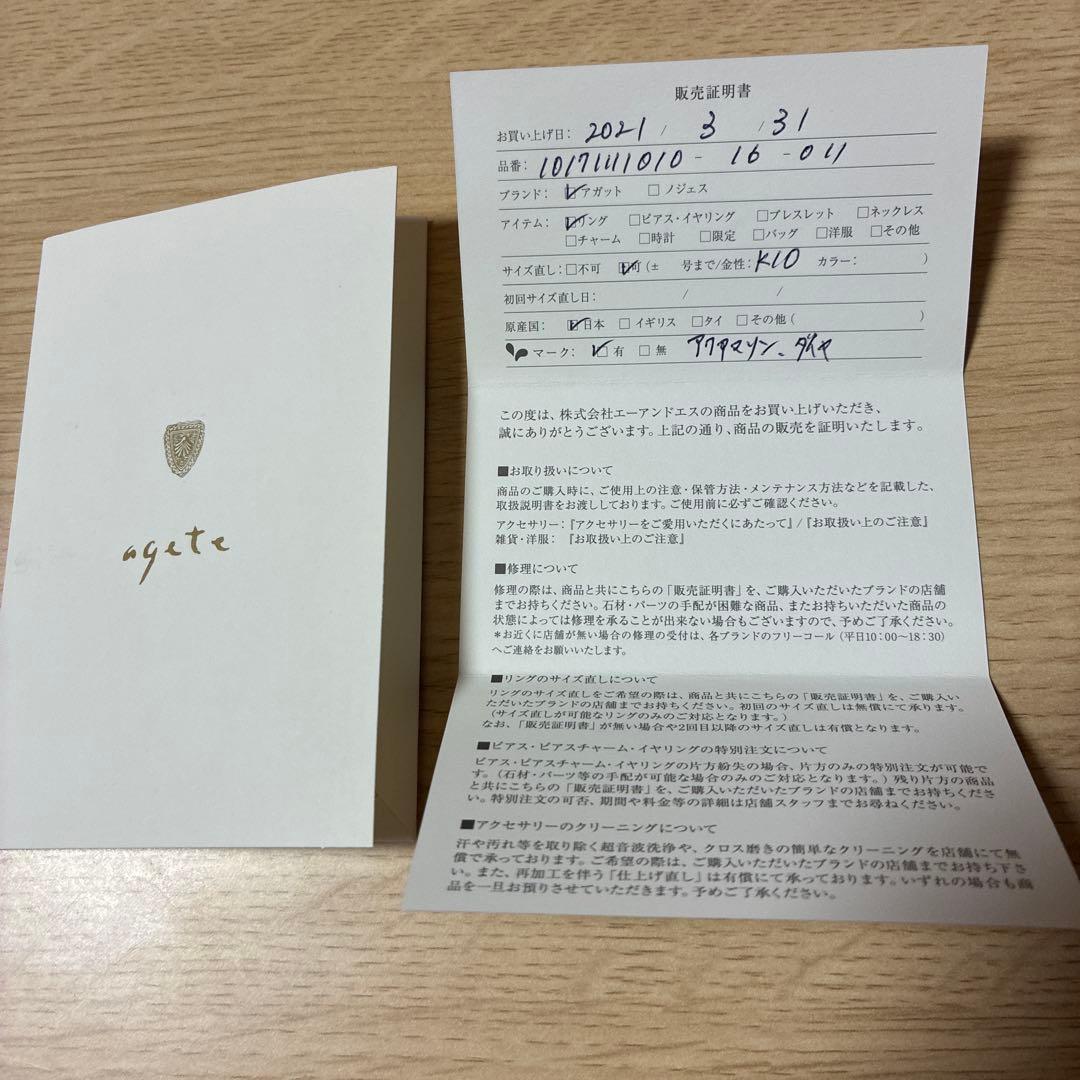 agete
販売証明書
お買い上げ日： 2021 / 3 / 31
品番： 1017111010 - 16 - 011
ブランド： ☑アガット □ノジェス
アイテム： ☑リング □ピアス・イヤリング □ブレスレット □ネックレス
□チャーム □時計 □限定 □バッグ □洋服 □その他
サイズ直し：□不可 ☑可（± 号まで/金性：K10 カラー： ）
初回サイズ直し日： / /
原産国： ☑日本 □イギリス □タイ □その他（ ）
マーク： ☑有 □無 アクアマリン、ダイヤ
この度は、株式会社エーアンドエスの商品をお買い上げいただき、
誠にありがとうございます。上記の通り、商品の販売を証明いたします。
■お取り扱いについて
商品のご購入時に、ご使用上の注意・保管方法・メンテナンス方法などを記載した、
取扱説明書をお渡ししております。ご使用前に必ずご確認ください。
アクセサリー：『アクセサリーをご愛用いただくにあたって』/『お取扱い上のご注意』
雑貨・洋服： 『お取扱い上のご注意』
■修理について
修理の際は、商品と共にこちらの「販売証明書」を、ご購入いただいたブランドの店舗
までお持ちください。石材・パーツの手配が困難な商品、またお持ちいただいた商品の
状態によっては修理を承ることが出来ない場合もございますので、予めご了承ください。
＊お近くに店舗が無い場合の修理の受付は、各ブランドのフリーコール（平日10：00〜18：30）
へご連絡をお願いいたします。
■リングのサイズ直しについて
リングのサイズ直しをご希望の際は、商品と共にこちらの「販売証明書」を、ご購入い
ただいたブランドの店舗までお持ちください。初回のサイズ直しは無償にて承ります。
（サイズ直しが可能なリングのみのご対応となります。）
なお、「販売証明書」が無い場合や2回目以降のサイズ直しは有償となります。
■ピアス・ピアスチャーム・イヤリングの特別注文について
ピアス・ピアスチャーム・イヤリングの片方紛失の場合、片方のみの特別注文が可能で
す。（石材・パーツ等の手配が可能な場合のみのご対応となります。）残り片方の商品
と共にこちらの「販売証明書」を、ご購入いただいたブランドの店舗までお持ちくださ
い。特別注文の可否、期間や料金等の詳細は店舗スタッフまでお尋ねください。
■アクセサリーのクリーニングについて
汗や汚れ等を取り除く超音波洗浄や、クロス磨きの簡単なクリーニングを店舗にて無
償で承っております。ご希望の際は、ご購入いただいたブランドの店舗までお持ち下さ
い。また、再加工を伴う「仕上げ直し」は有償にて承っております。いずれの場合も商
品を一旦お預りさせていただきます。予めご了承ください。